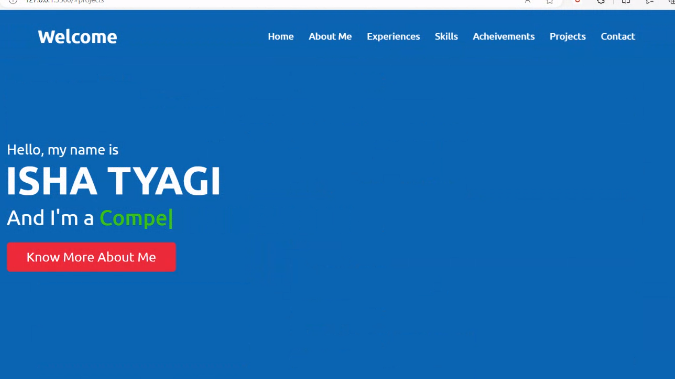 Welcome
Home About Me Experiences Skills Acheivements Projects Contact
Hello, my name is
ISHA TYAGI
And I'm a Compe|
Know More About Me